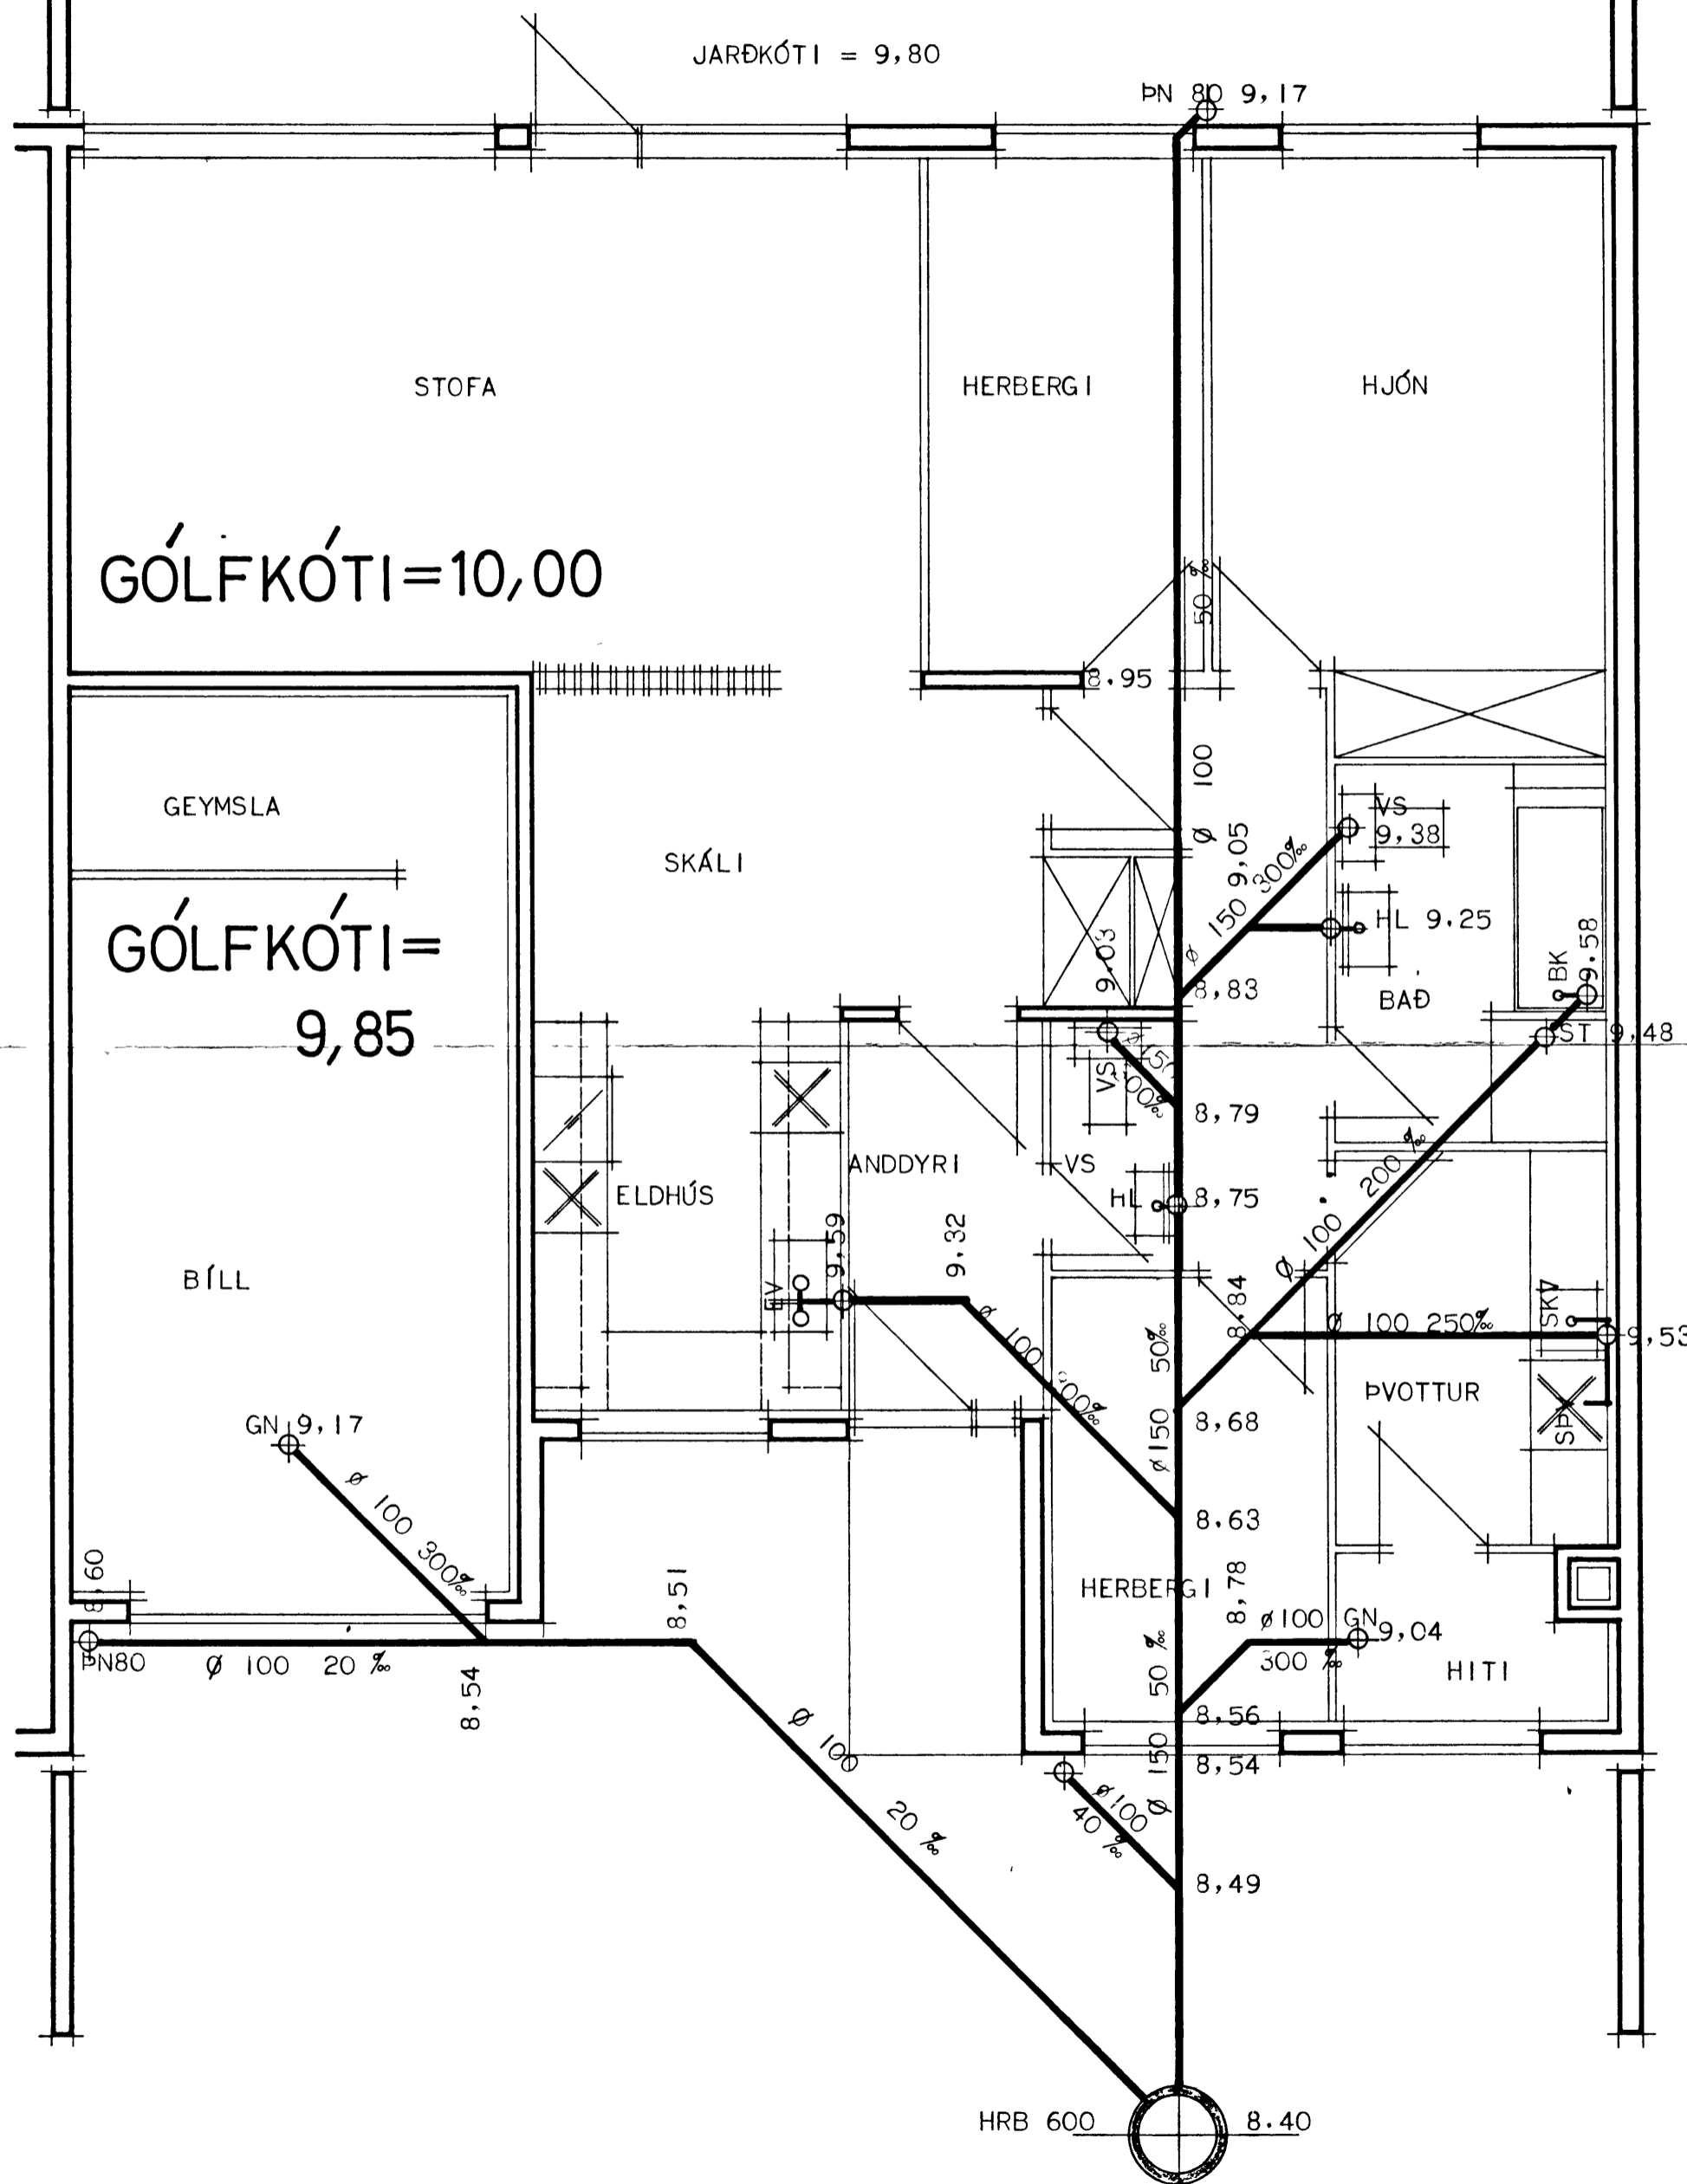 JARÐKÓTI = 9,80
ÞN 80 9,17
STOFA
HERBERGI
HJÓN
GÓLFKÓTI=10,00
50 ‰
8.95
GEYMSLA
SKÁLI
Ø 100
VS
9,38
9,05
Ø 150 300‰
HL 9.25
GÓLFKÓTI=
9,85
9.03
8,83
BAÐ
BK
9.58
ST 9,48
Ø 150
VS
8,79
ANDDYRI
VS
ELDHÚS
HL
8,75
Ø 100 200 ‰
BÍLL
EV
9,59
9.32
8.84
Ø 100 250‰
SKV
9,53
Ø 100
Ø 150 50‰
ÞVOTTUR
SÞ
GN 9,17
8,68
Ø 100 300‰
8.63
8,60
8,51
HERBERGI
8,78
Ø100
300 ‰
GN
9,04
HITI
ÞN80
Ø 100 20 ‰
8,54
Ø 150 50 ‰
8,56
8,54
Ø 100 20 ‰
Ø100
40 ‰
8,49
HRB 600
8.40